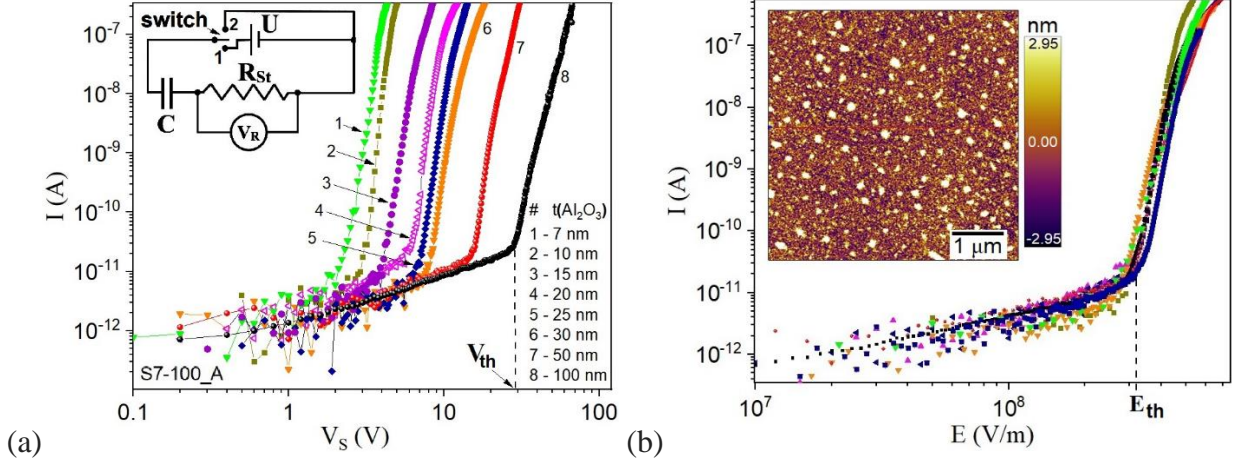 switch
2
U
1
R_St
C
V_R
10⁻⁷
10⁻⁸
10⁻⁹
10⁻¹⁰
10⁻¹¹
10⁻¹²
I (A)
1
2
3
4
5
6
7
8
# t(Al₂O₃)
1 - 7 nm
2 - 10 nm
3 - 15 nm
4 - 20 nm
5 - 25 nm
6 - 30 nm
7 - 50 nm
8 - 100 nm
V_th
S7-100_A
0.1 1 10 100
(a) V_S (V)
10⁻⁷
10⁻⁸
10⁻⁹
10⁻¹⁰
10⁻¹¹
10⁻¹²
I (A)
nm
2.95
0.00
-2.95
1 μm
10⁷ 10⁸ E_th
(b) E (V/m)